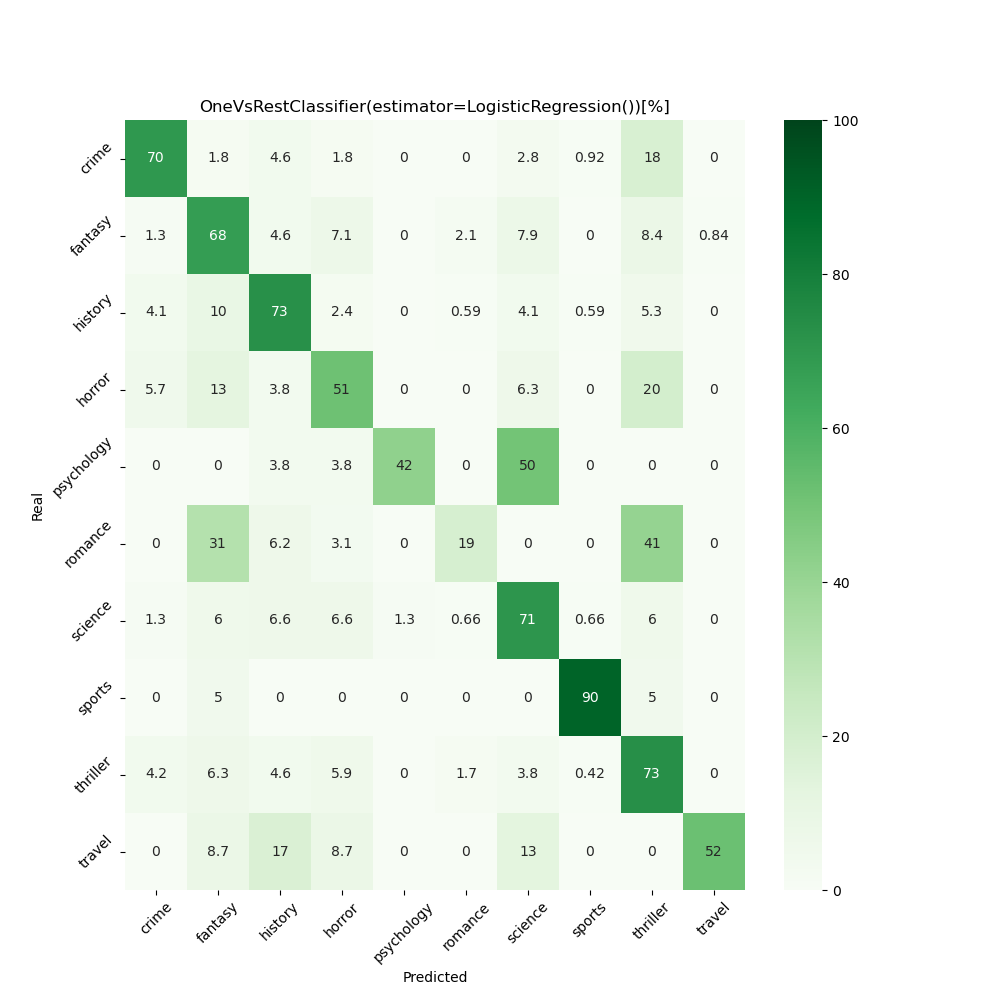 OneVsRestClassifier(estimator=LogisticRegression())[%]
crime 70 1.8 4.6 1.8 0 0 2.8 0.92 18 0
fantasy 1.3 68 4.6 7.1 0 2.1 7.9 0 8.4 0.84
history 4.1 10 73 2.4 0 0.59 4.1 0.59 5.3 0
horror 5.7 13 3.8 51 0 0 6.3 0 20 0
psychology 0 0 3.8 3.8 42 0 50 0 0 0
romance 0 31 6.2 3.1 0 19 0 0 41 0
science 1.3 6 6.6 6.6 1.3 0.66 71 0.66 6 0
sports 0 5 0 0 0 0 0 90 5 0
thriller 4.2 6.3 4.6 5.9 0 1.7 3.8 0.42 73 0
travel 0 8.7 17 8.7 0 0 13 0 0 52
Real
crime fantasy history horror psychology romance science sports thriller travel
Predicted
100
80
60
40
20
0